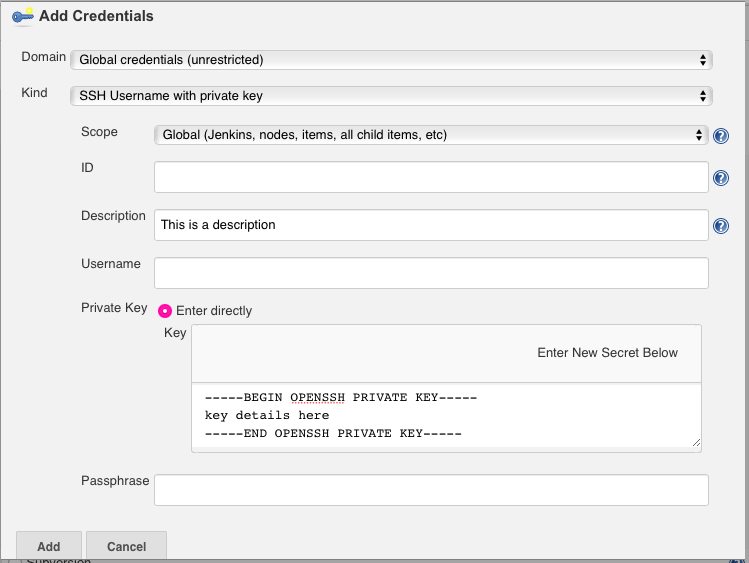 Add Credentials
Domain Global credentials (unrestricted)
Kind SSH Username with private key
Scope Global (Jenkins, nodes, items, all child items, etc)
ID
Description This is a description
Username
Private Key Enter directly
Key
Enter New Secret Below
-----BEGIN OPENSSH PRIVATE KEY-----
key details here
-----END OPENSSH PRIVATE KEY-----
Passphrase
Add Cancel
Subversion